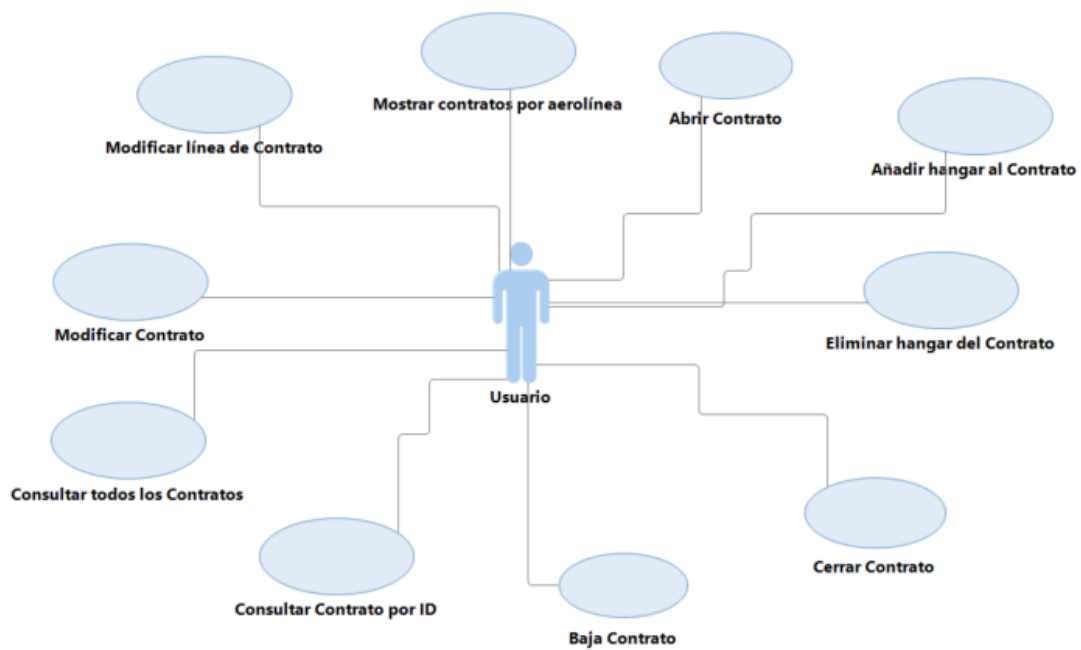 Mostrar contratos por aerolínea
Abrir Contrato
Modificar línea de Contrato
Añadir hangar al Contrato
Modificar Contrato
Eliminar hangar del Contrato
Usuario
Consultar todos los Contratos
Cerrar Contrato
Consultar Contrato por ID
Baja Contrato